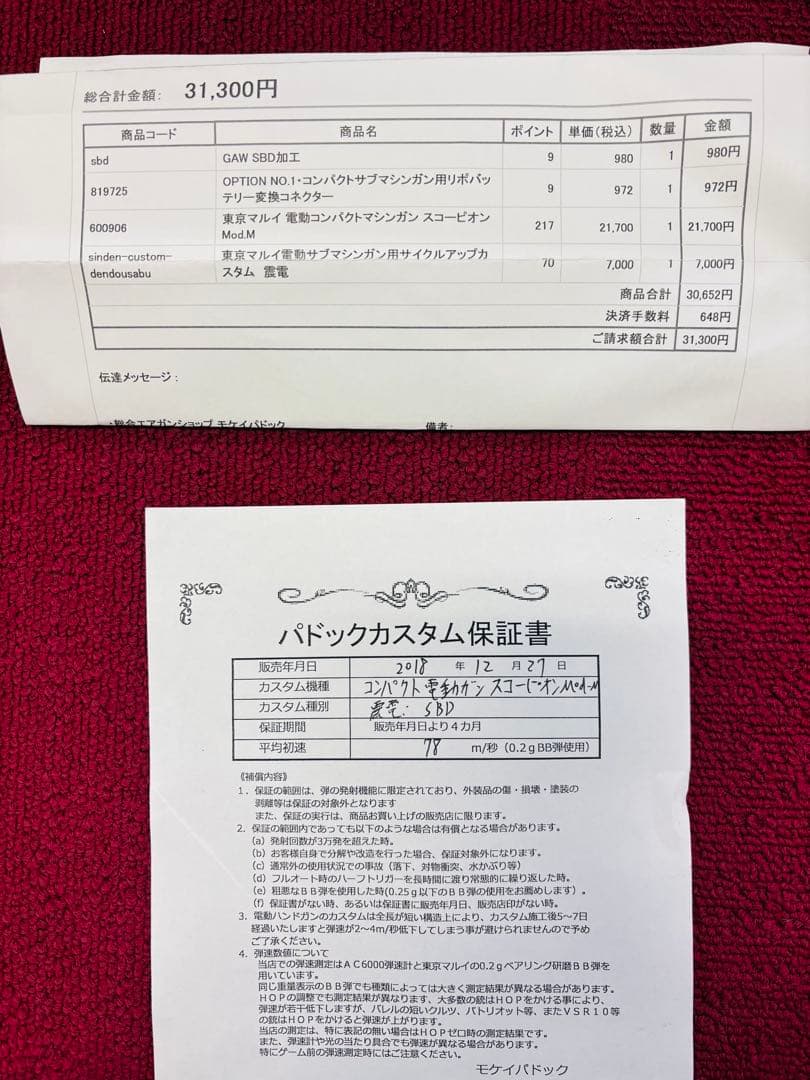 総合計金額: 31,300円
商品コード 商品名 ポイント 単価(税込) 数量 金額
sbd GAW SBD加工 9 980 1 980円
819725 OPTION NO.1・コンパクトサブマシンガン用リポバッテリー変換コネクター 9 972 1 972円
600906 東京マルイ 電動コンパクトマシンガン スコーピオン Mod.M 217 21,700 1 21,700円
sinden-custom-dendousabu 東京マルイ電動サブマシンガン用サイクルアップカスタム 震電 70 7,000 1 7,000円
商品合計 30,652円
決済手数料 648円
ご請求額合計 31,300円
伝達メッセージ:
・総合エアガンショップ モケイパドック 備考:
パドックカスタム保証書
販売年月日 2018 年 12 月 27 日
カスタム機種 コンパクト電動ガン スコーピオンMod-M
カスタム種別 震電: SBD
保証期間 販売年月日より4カ月
平均初速 78 m/秒(0.2gBB弾使用)
《補償内容》
1.保証の範囲は、弾の発射機能に限定されており、外装品の傷・損壊・塗装の
剥離等は保証の対象外となります
また、保証の実行は、商品お買い上げの販売店に限ります。
2.保証の範囲内であっても以下のような場合は有償となる場合があります。
(a)発射回数が3万発を超えた時。
(b)お客様自身で分解や改造を行った場合、保証対象外になります。
(c)通常外の使用状況での事故(落下、対物衝突、水かぶり等)
(d)フルオート時のハーフトリガーを長時間に渡り常態的に繰り返した時。
(e)粗悪なBB弾を使用した時(0.25g以下のBB弾の使用をお薦めします)。
(f)保証書がない時、あるいは保証書に販売年月日、販売店印がない時。
3.電動ハンドガンのカスタムは全長が短い構造上により、カスタム施工後5~7日
経過いたしますと弾速が2~4m/秒低下してしまう事が避けられませんので予め
ご了承ください。
4.弾速数値について
当店での弾速測定はAC6000弾速計と東京マルイの0.2gベアリング研磨BB弾を
用いています。
同じ重量表示のBB弾でも種類によっては大きく測定結果が異なる場合があります。
HOPの調整でも測定結果が異なります、大多数の銃はHOPをかける事により、
弾速が若干低下しますが、バレルの短いクルツ、パトリオット等、またVSR10等
の銃はHOPをかけると弾速が上がります。
当店の測定は、特に表記の無い場合はHOPゼロ時の測定結果です。
また、弾速計や光の当たり具合でも弾速が異なる場合があります。
特にゲーム前の弾速測定時にはご注意ください。
モケイパドック